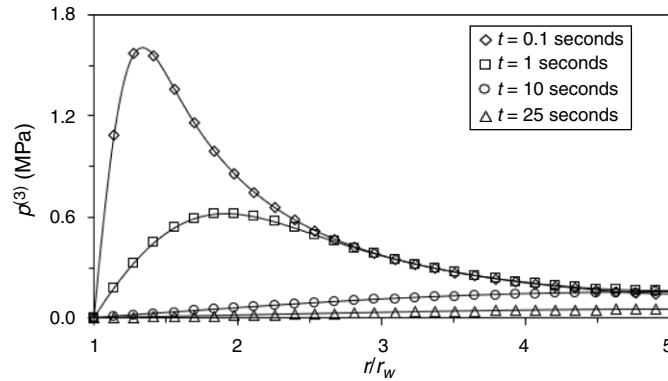 1.8
1.2
0.6
0.0
p(3) (MPa)
t = 0.1 seconds
t = 1 seconds
t = 10 seconds
t = 25 seconds
1 2 3 4 5
r/rw